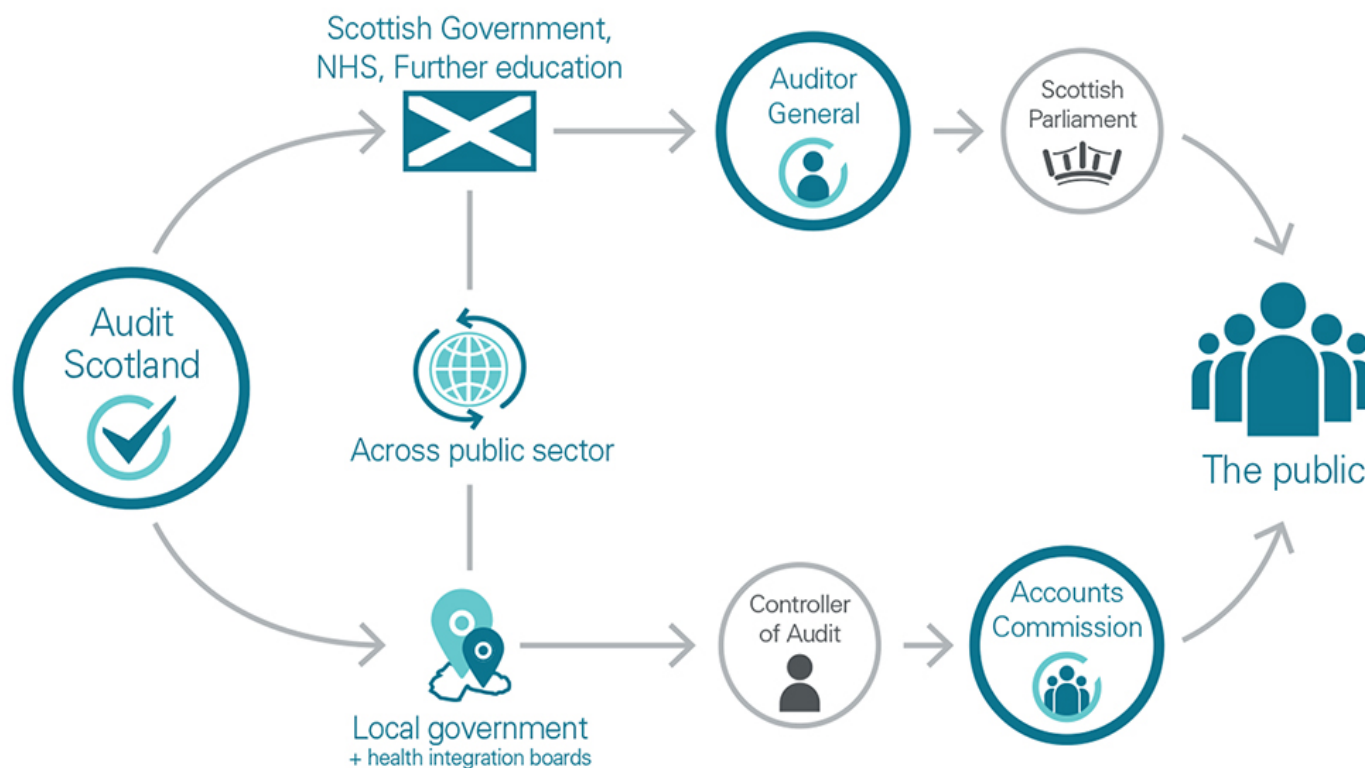 Scottish Government,
NHS, Further education
Auditor
General
Scottish
Parliament
Audit
Scotland
Across public sector
The public
Controller
of Audit
Accounts
Commission
Local government
+ health integration boards